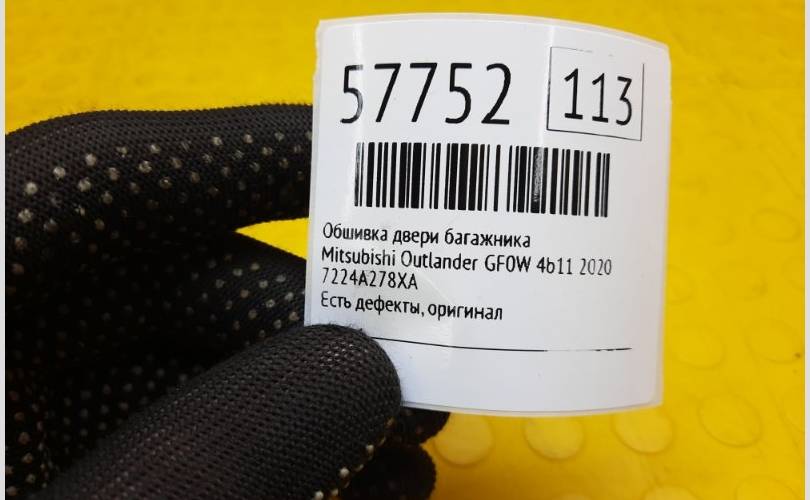 57752 113
Обшивка двери багажника
Mitsubishi Outlander GF0W 4b11 2020
7224A278XA
Есть дефекты, оригинал